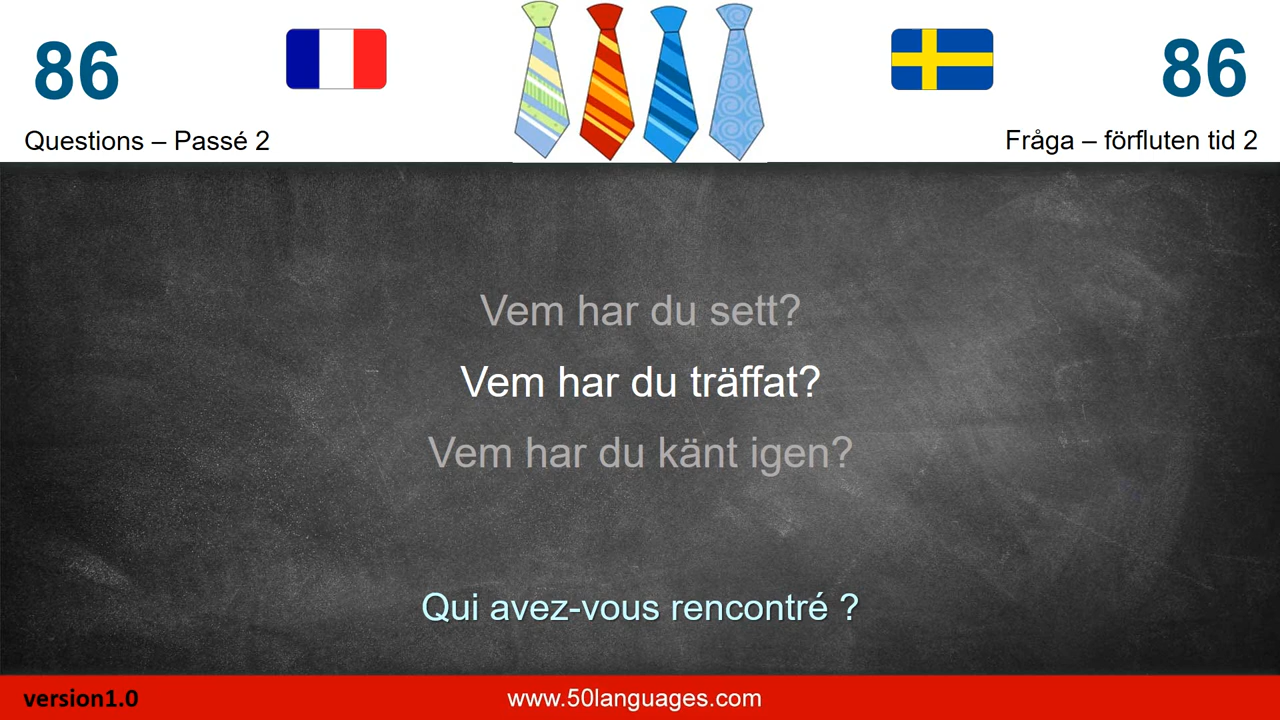 86
86
Questions – Passé 2
Fråga – förfluten tid 2
Vem har du sett?
Vem har du träffat?
Vem har du känt igen?
Qui avez-vous rencontré ?
version1.0
www.50languages.com